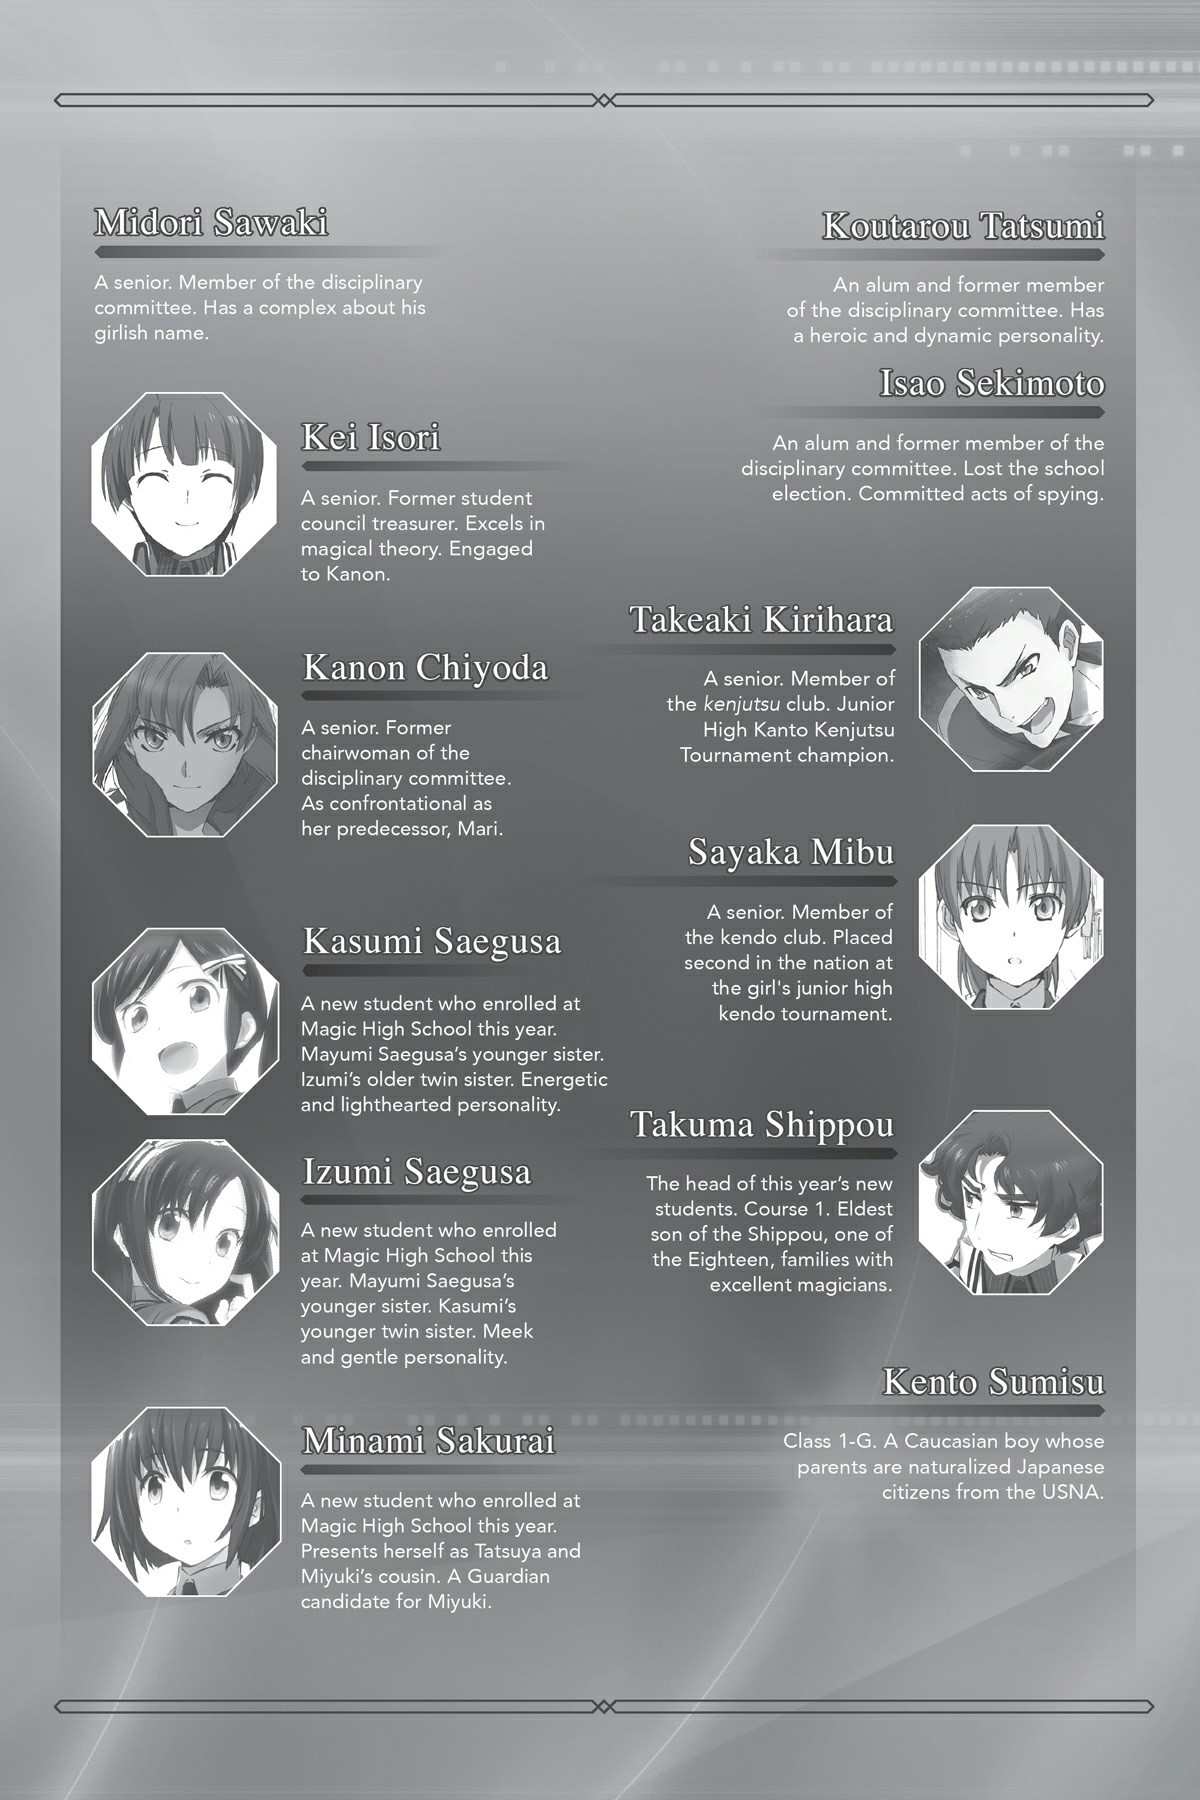 Midori Sawaki
A senior. Member of the disciplinary
committee. Has a complex about his
girlish name.
Kei Isori
A senior. Former student
council treasurer. Excels in
magical theory. Engaged
to Kanon.
Kanon Chiyoda
A senior. Former
chairwoman of the
disciplinary committee.
As confrontational as
her predecessor, Mari.
Kasumi Saegusa
A new student who enrolled at
Magic High School this year.
Mayumi Saegusa’s younger sister.
Izumi’s older twin sister. Energetic
and lighthearted personality.
Izumi Saegusa
A new student who enrolled
at Magic High School this
year. Mayumi Saegusa’s
younger sister. Kasumi’s
younger twin sister. Meek
and gentle personality.
Minami Sakurai
A new student who enrolled at
Magic High School this year.
Presents herself as Tatsuya and
Miyuki’s cousin. A Guardian
candidate for Miyuki.
Koutarou Tatsumi
An alum and former member
of the disciplinary committee. Has
a heroic and dynamic personality.
Isao Sekimoto
An alum and former member of the
disciplinary committee. Lost the school
election. Committed acts of spying.
Takeaki Kirihara
A senior. Member of
the kenjutsu club. Junior
High Kanto Kenjutsu
Tournament champion.
Sayaka Mibu
A senior. Member of
the kendo club. Placed
second in the nation at
the girl's junior high
kendo tournament.
Takuma Shippou
The head of this year’s new
students. Course 1. Eldest
son of the Shippou, one of
the Eighteen, families with
excellent magicians.
Kento Sumisu
Class 1-G. A Caucasian boy whose
parents are naturalized Japanese
citizens from the USNA.